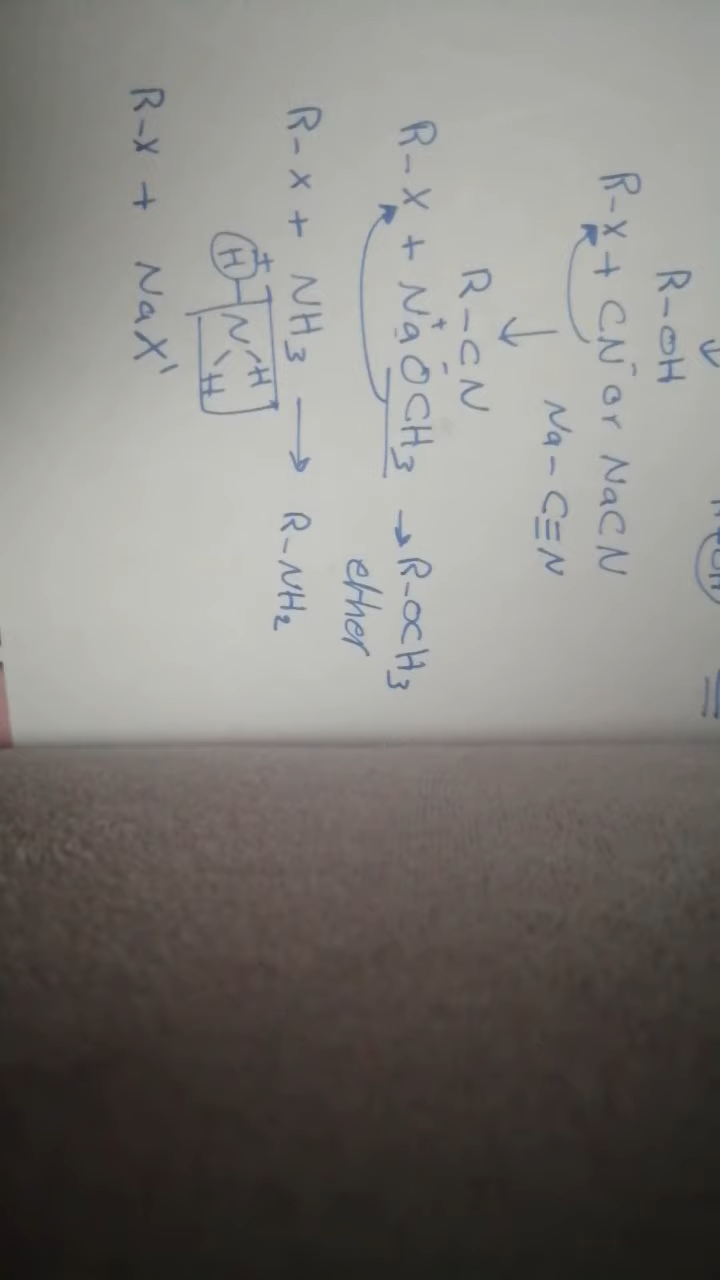 R-OH
R-X + CN⁻ or NaCN
Na-C≡N
R-CN
R-X + Na⁺ O⁻CH₃ → R-OCH₃
ether
R-X + NH₃ → R-NH₂
H⁺ N H H
R-X + NaX'